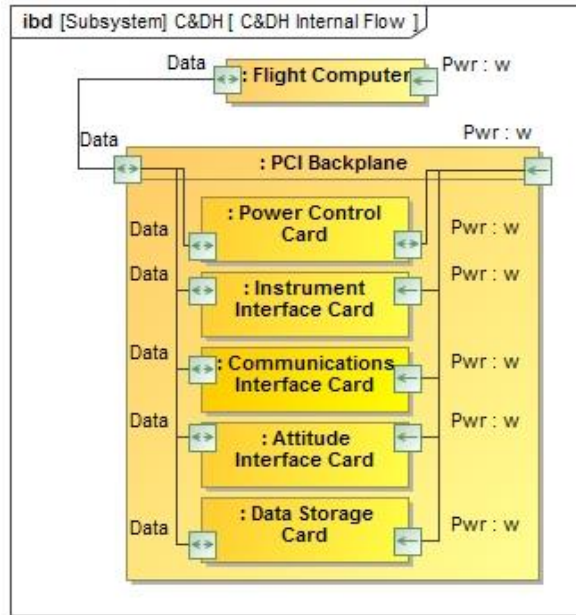 ibd [Subsystem] C&DH [ C&DH Internal Flow ]
Data
: Flight Computer
Pwr : w
Data
Pwr : w
: PCI Backplane
Data
: Power Control
Card
Pwr : w
Data
: Instrument
Interface Card
Pwr : w
Data
: Communications
Interface Card
Pwr : w
Data
: Attitude
Interface Card
Pwr : w
Data
: Data Storage
Card
Pwr : w